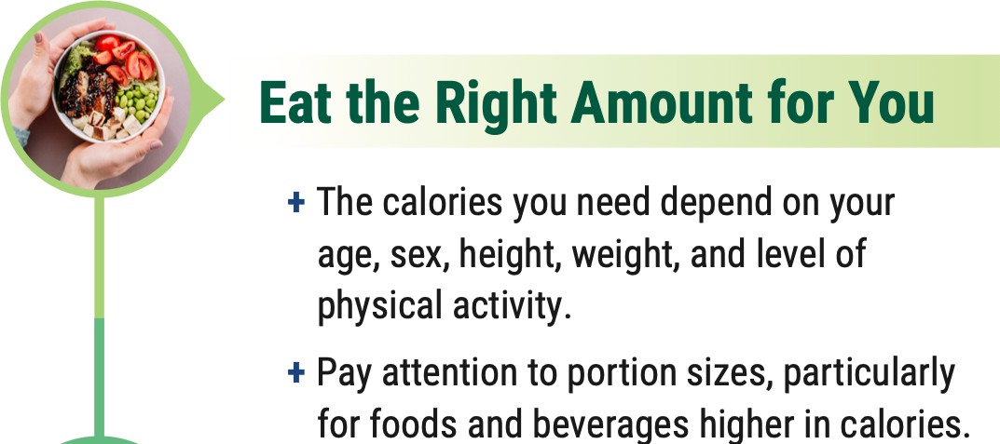 Eat the Right Amount for You
+ The calories you need depend on your
age, sex, height, weight, and level of
physical activity.
+ Pay attention to portion sizes, particularly
for foods and beverages higher in calories.